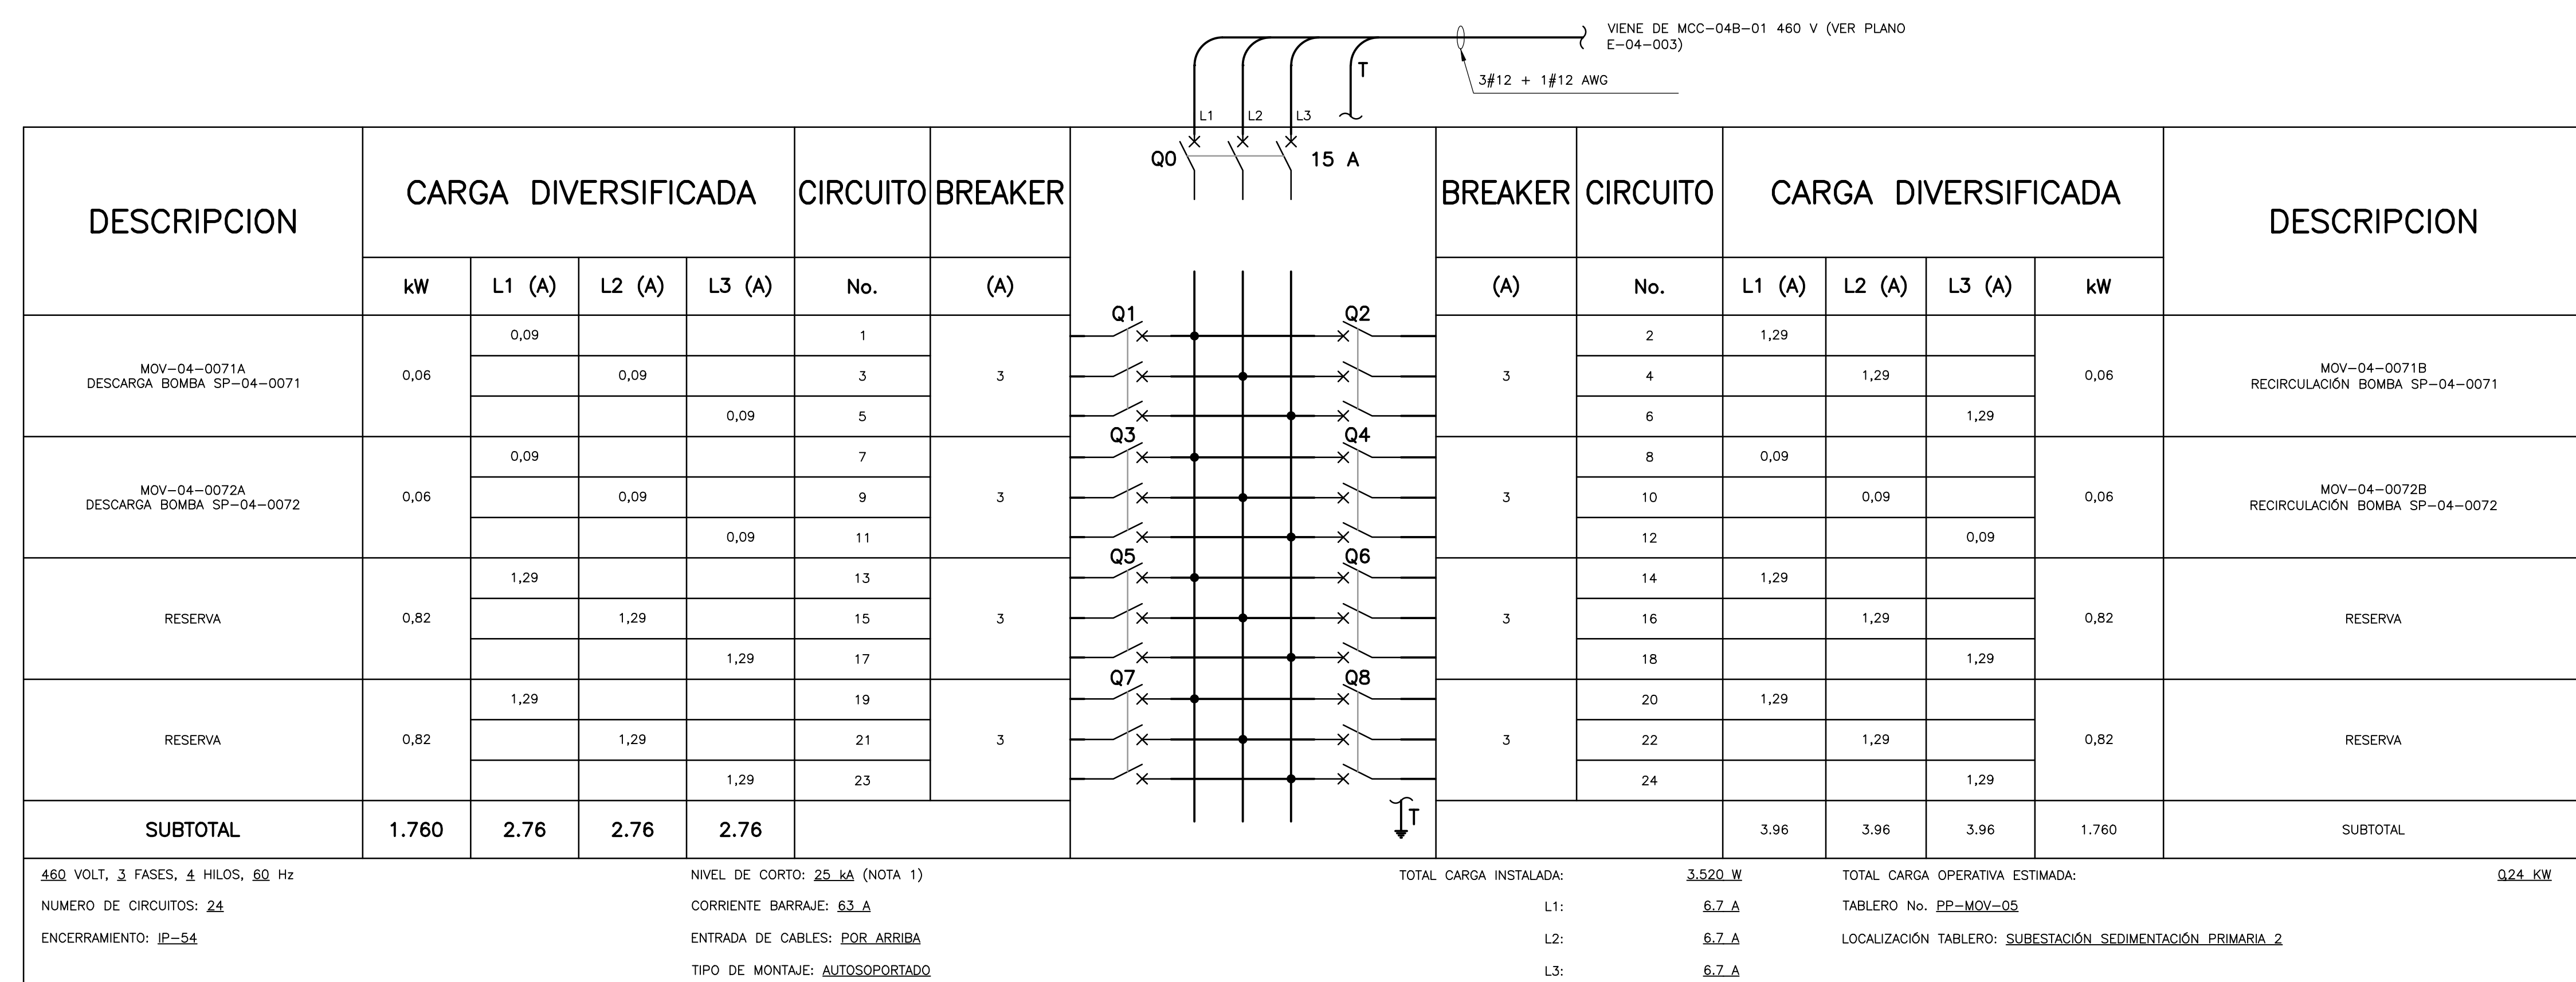 VIENE DE MCC-04B-01 460 V (VER PLANO
E-04-003)
T
3#12 + 1#12 AWG
L1 L2 L3
Q0 15 A
DESCRIPCION CARGA DIVERSIFICADA CIRCUITO BREAKER BREAKER CIRCUITO CARGA DIVERSIFICADA DESCRIPCION
kW L1 (A) L2 (A) L3 (A) No. (A) (A) No. L1 (A) L2 (A) L3 (A) kW
Q1 Q2
0,09 1 2 1,29
MOV-04-0071A
DESCARGA BOMBA SP-04-0071
0,06 0,09 3 3 3 4 1,29 0,06
MOV-04-0071B
RECIRCULACIÓN BOMBA SP-04-0071
0,09 5 6 1,29
Q3 Q4
0,09 7 8 0,09
MOV-04-0072A
DESCARGA BOMBA SP-04-0072
0,06 0,09 9 3 3 10 0,09 0,06
MOV-04-0072B
RECIRCULACIÓN BOMBA SP-04-0072
0,09 11 12 0,09
Q5 Q6
1,29 13 14 1,29
RESERVA 0,82 1,29 15 3 3 16 1,29 0,82 RESERVA
1,29 17 18 1,29
Q7 Q8
1,29 19 20 1,29
RESERVA 0,82 1,29 21 3 3 22 1,29 0,82 RESERVA
1,29 23 24 1,29
T
SUBTOTAL 1.760 2.76 2.76 2.76 3.96 3.96 3.96 1.760 SUBTOTAL
460 VOLT, 3 FASES, 4 HILOS, 60 Hz NIVEL DE CORTO: 25 kA (NOTA 1) TOTAL CARGA INSTALADA: 3.520 W TOTAL CARGA OPERATIVA ESTIMADA: 0,24 KW
NUMERO DE CIRCUITOS: 24 CORRIENTE BARRAJE: 63 A L1: 6.7 A TABLERO No. PP-MOV-05
ENCERRAMIENTO: IP-54 ENTRADA DE CABLES: POR ARRIBA L2: 6.7 A LOCALIZACIÓN TABLERO: SUBESTACIÓN SEDIMENTACIÓN PRIMARIA 2
TIPO DE MONTAJE: AUTOSOPORTADO L3: 6.7 A